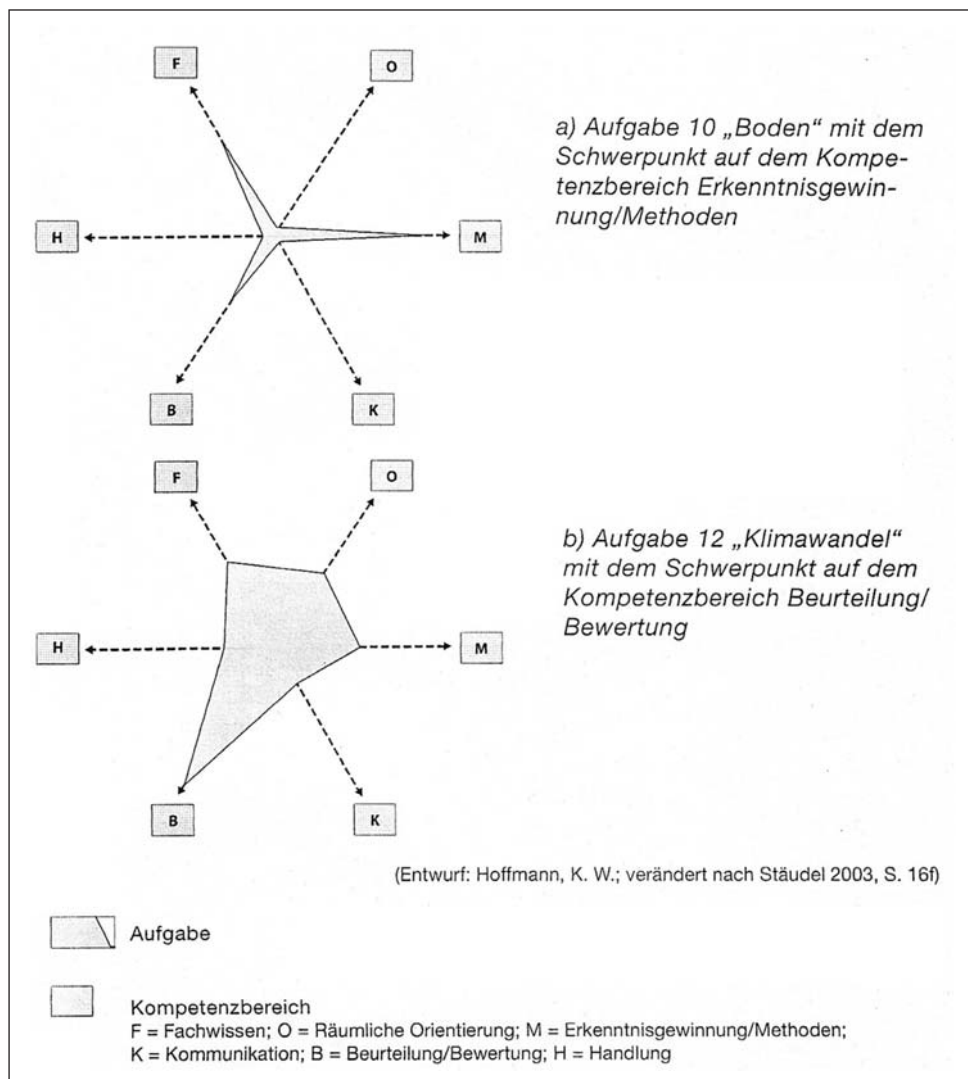 F
O
a) Aufgabe 10 „Boden“ mit dem
Schwerpunkt auf dem Kompe-
tenzbereich Erkenntnisgewin-
nung/Methoden
H
M
B
K
F
O
b) Aufgabe 12 „Klimawandel“
mit dem Schwerpunkt auf dem
Kompetenzbereich Beurteilung/
Bewertung
H
M
B
K
(Entwurf: Hoffmann, K. W.; verändert nach Stäudel 2003, S. 16f)
Aufgabe
Kompetenzbereich
F = Fachwissen; O = Räumliche Orientierung; M = Erkenntnisgewinnung/Methoden;
K = Kommunikation; B = Beurteilung/Bewertung; H = Handlung